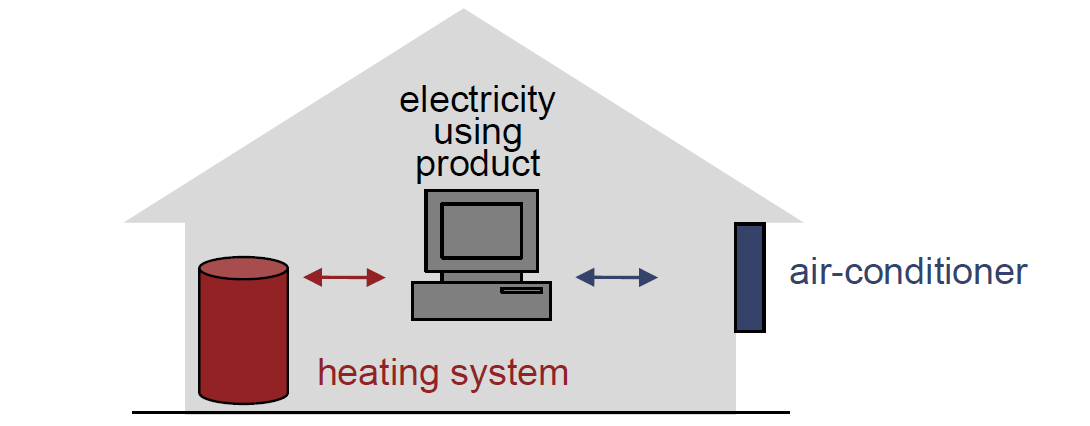 electricity
using
product
air-conditioner
heating system